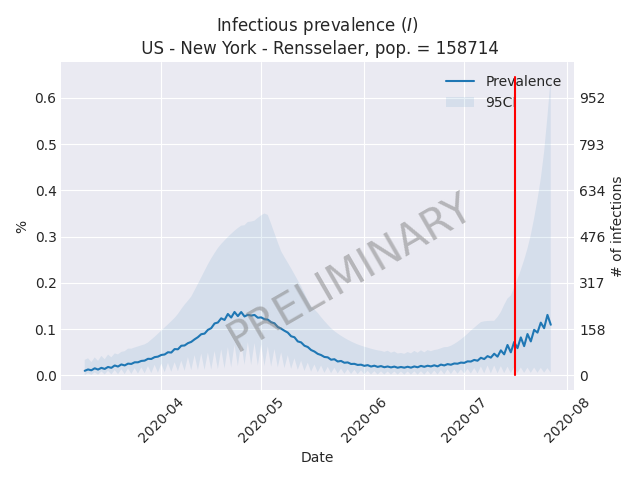 Infectious prevalence (I)
US - New York - Rensselaer, pop. = 158714
Prevalence
95CI
PRELIMINARY
%
0.6
0.5
0.4
0.3
0.2
0.1
0.0
952
793
634
476
317
158
0
# of infections
2020-04
2020-05
2020-06
2020-07
2020-08
Date